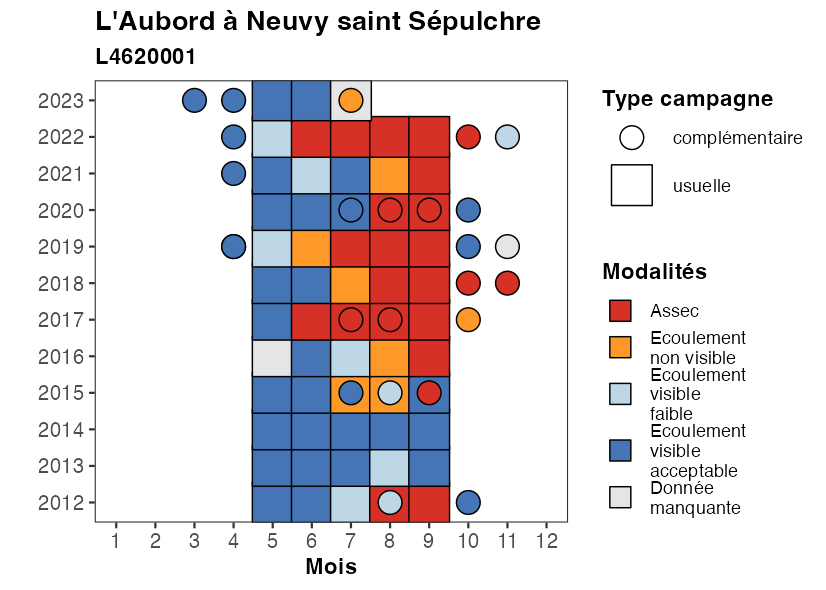 L'Aubord à Neuvy saint Sépulchre
L4620001
2023
2022
2021
2020
2019
2018
2017
2016
2015
2014
2013
2012
1 2 3 4 5 6 7 8 9 10 11 12
Mois
Type campagne
complémentaire
usuelle
Modalités
Assec
Ecoulement
non visible
Ecoulement
visible
faible
Ecoulement
visible
acceptable
Donnée
manquante